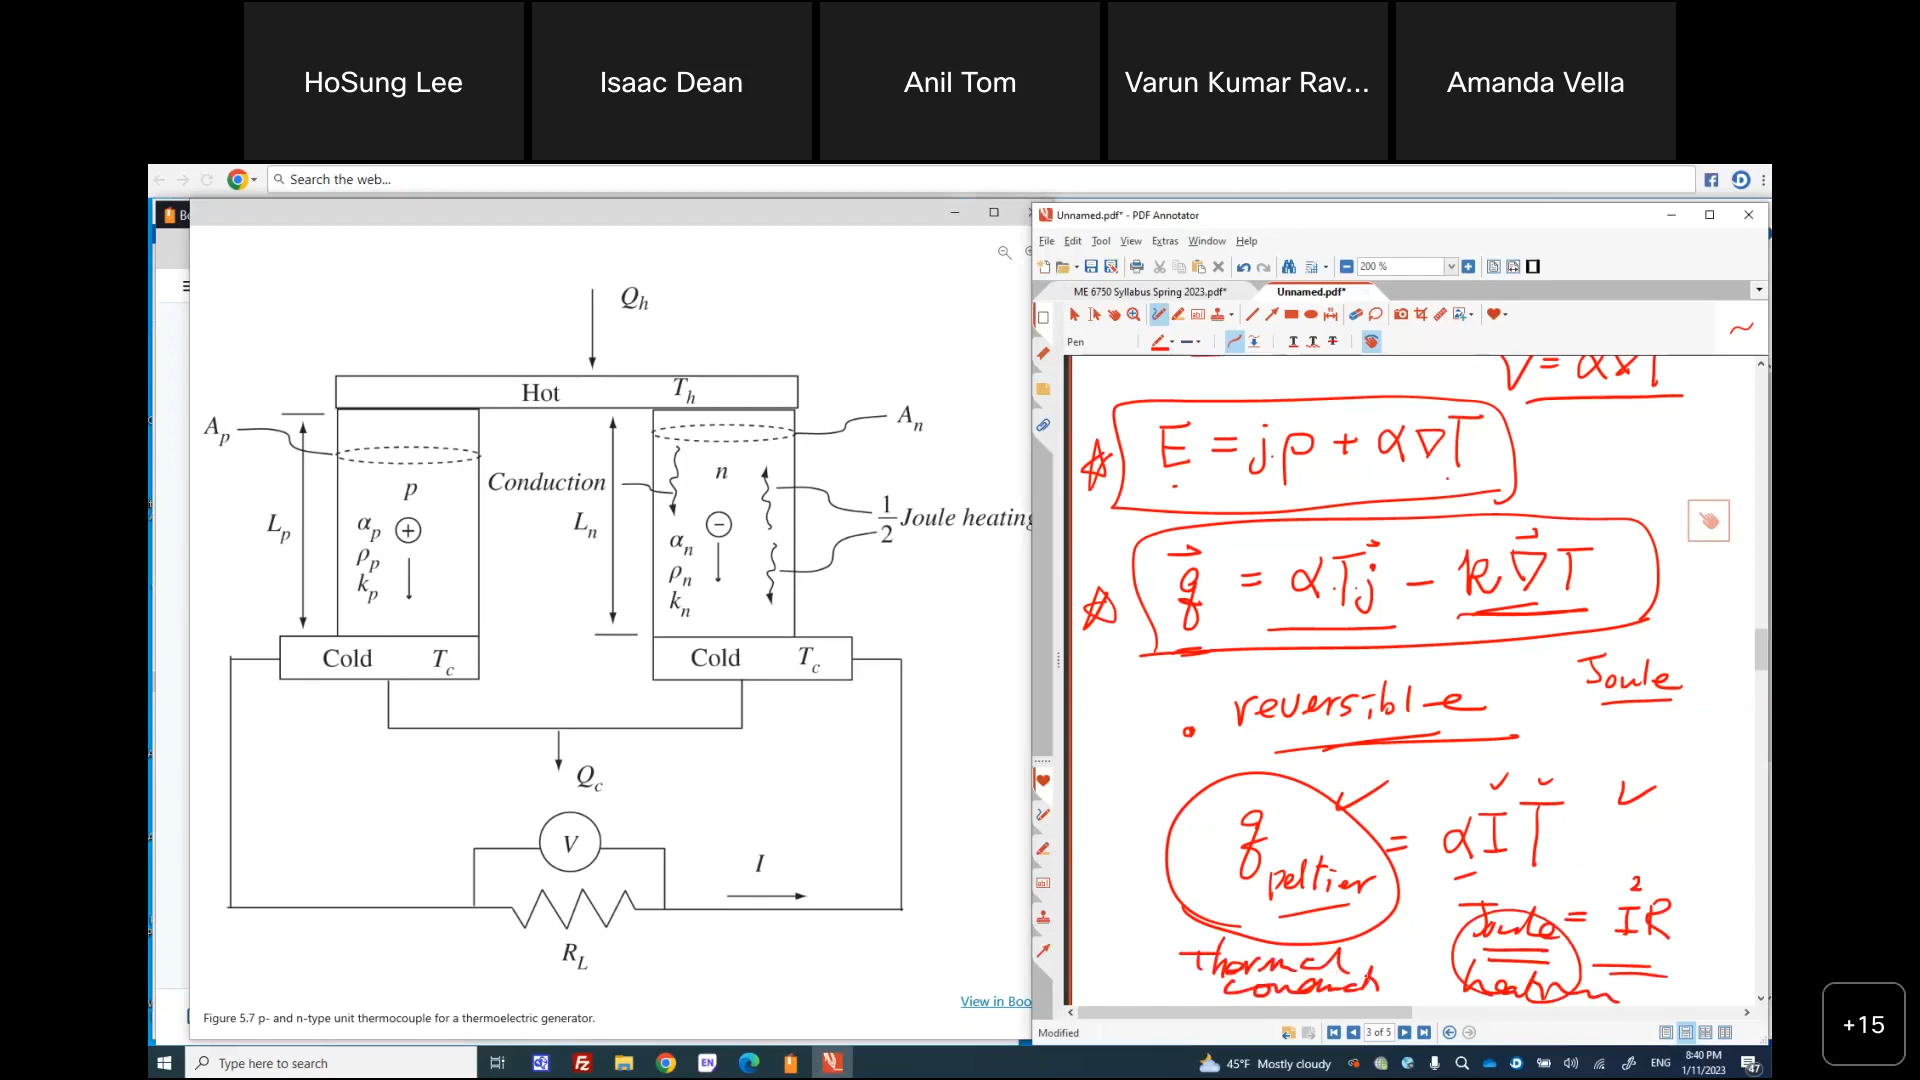 HoSung Lee
Isaac Dean
Anil Tom
Varun Kumar Rav...
Amanda Vella
Search the web...
Bo
Qh
Hot Th
Ap
An
Conduction
p
n
Lp
Ln
αp +
ρp
kp
αn −
ρn
kn
1/2 Joule heating
Cold Tc
Cold Tc
Qc
V
I
RL
View in Boo
Figure 5.7 p- and n-type unit thermocouple for a thermoelectric generator.
Unnamed.pdf* - PDF Annotator
File Edit Tool View Extras Window Help
200 %
ME 6750 Syllabus Spring 2023.pdf* Unnamed.pdf*
Pen
V = α∇T
E = j.ρ + α∇T
q = αTj − k∇T
Joule
• reversible
q peltier = αIT
Joule = I²R
heating
Thermal
conduct
Modified
3 of 5
Type here to search
EN
45°F Mostly cloudy
ENG
8:40 PM
1/11/2023
47
+15